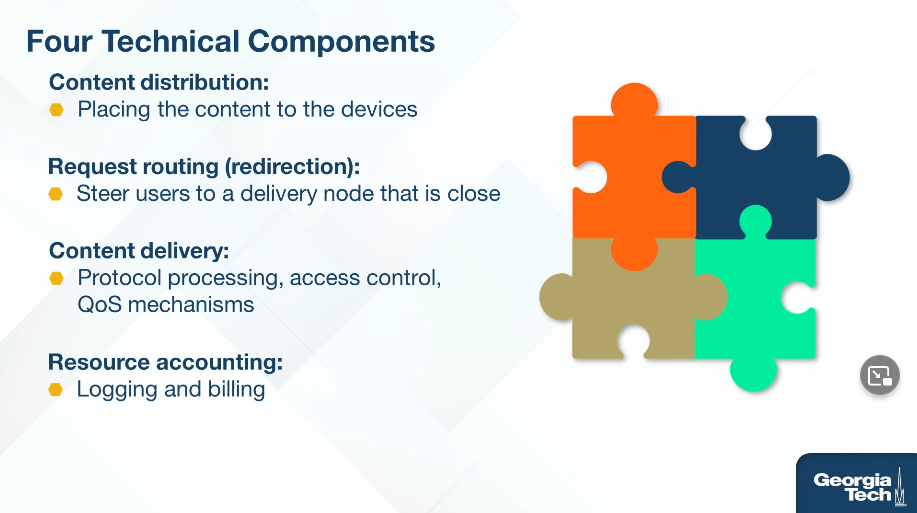 Four Technical Components
Content distribution:
Placing the content to the devices
Request routing (redirection):
Steer users to a delivery node that is close
Content delivery:
Protocol processing, access control,
QoS mechanisms
Resource accounting:
Logging and billing
Georgia
Tech